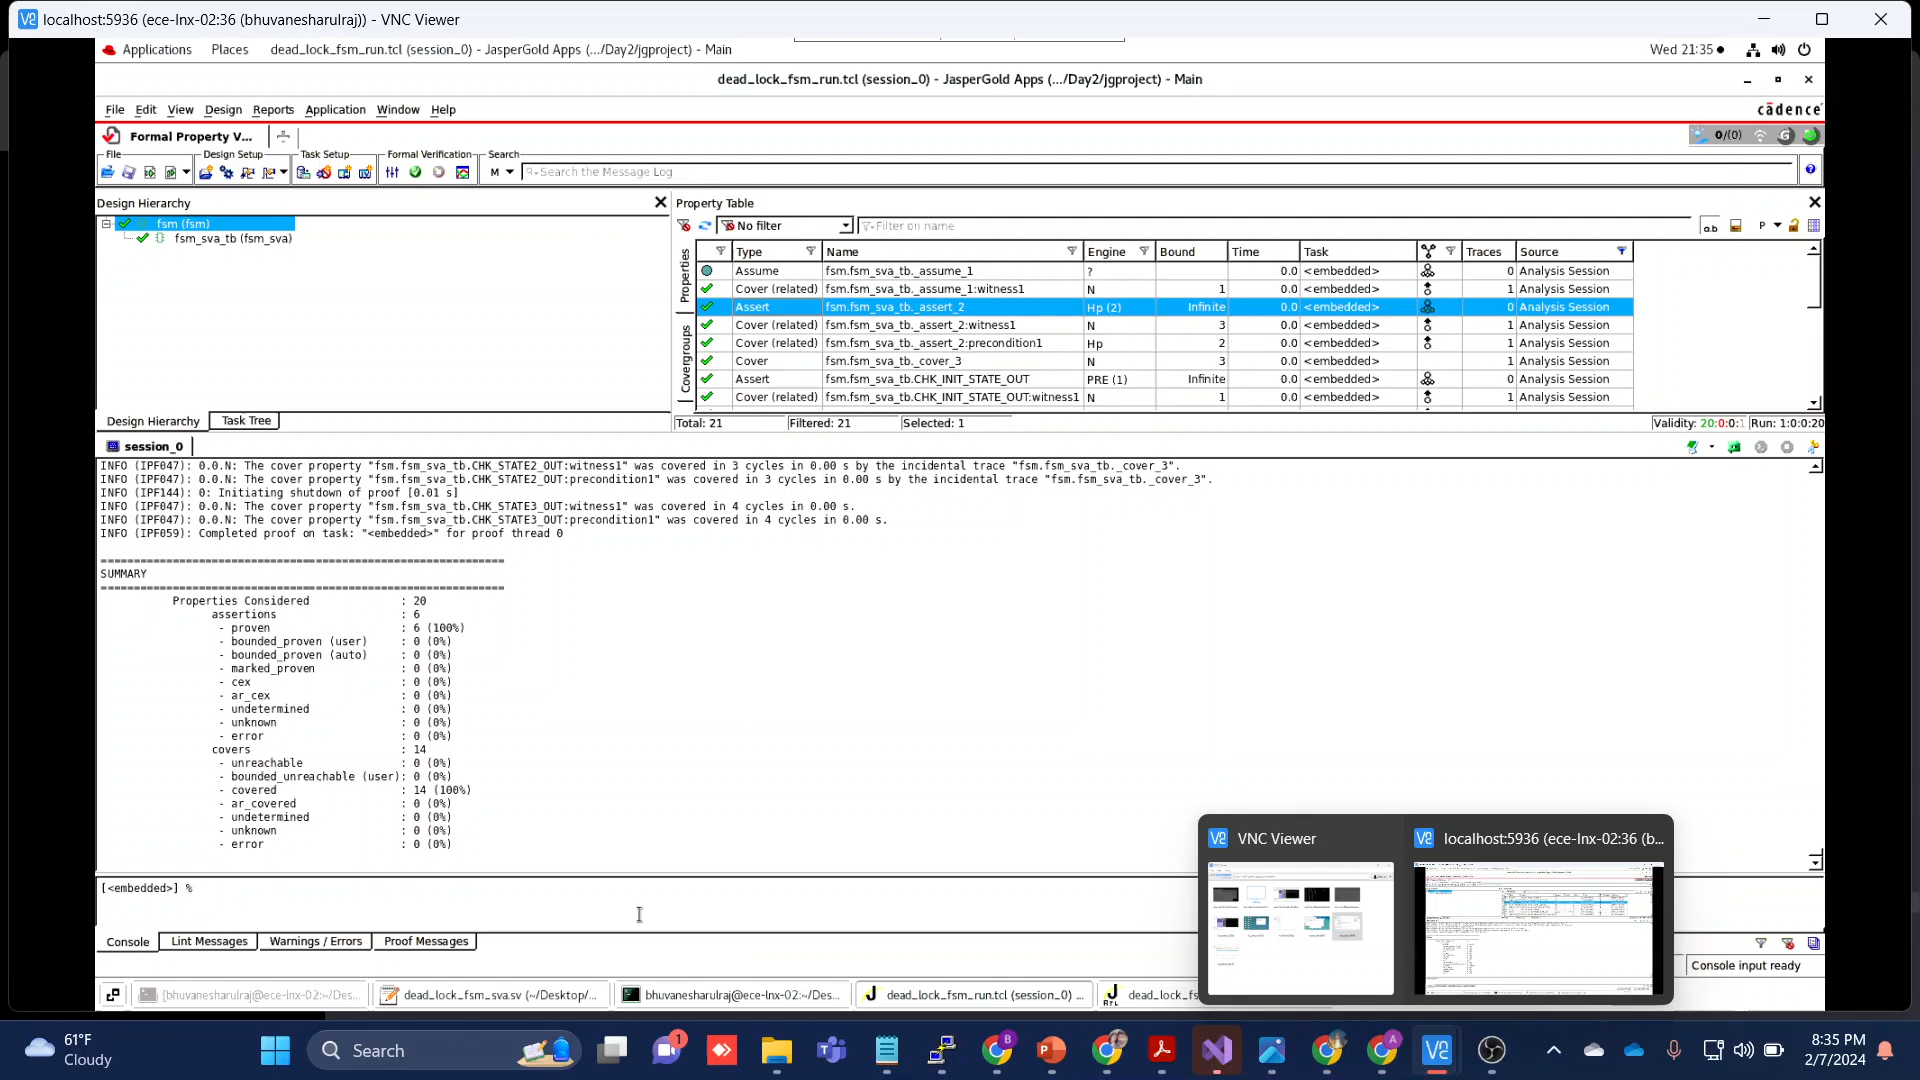 localhost:5936 (ece-lnx-02:36 (bhuvanesharulraj)) - VNC Viewer
Applications Places dead_lock_fsm_run.tcl (session_0) - JasperGold Apps (.../Day2/jgproject) - Main Wed 21:35
dead_lock_fsm_run.tcl (session_0) - JasperGold Apps (.../Day2/jgproject) - Main
File Edit View Design Reports Application Window Help cādence
Formal Property V... 0/(0)
File Design Setup Task Setup Formal Verification Search
M Search the Message Log
Design Hierarchy
fsm (fsm)
fsm_sva_tb (fsm_sva)
Design Hierarchy Task Tree
Property Table
No filter Filter on name a.b P
Properties
Covergroups
Type Name Engine Bound Time Task Traces Source
Assume fsm.fsm_sva_tb._assume_1 ? 0.0 <embedded> 0 Analysis Session
Cover (related) fsm.fsm_sva_tb._assume_1:witness1 N 1 0.0 <embedded> 1 Analysis Session
Assert fsm.fsm_sva_tb._assert_2 Hp (2) Infinite 0.0 <embedded> 0 Analysis Session
Cover (related) fsm.fsm_sva_tb._assert_2:witness1 N 3 0.0 <embedded> 1 Analysis Session
Cover (related) fsm.fsm_sva_tb._assert_2:precondition1 Hp 2 0.0 <embedded> 1 Analysis Session
Cover fsm.fsm_sva_tb._cover_3 N 3 0.0 <embedded> 1 Analysis Session
Assert fsm.fsm_sva_tb.CHK_INIT_STATE_OUT PRE (1) Infinite 0.0 <embedded> 0 Analysis Session
Cover (related) fsm.fsm_sva_tb.CHK_INIT_STATE_OUT:witness1 N 1 0.0 <embedded> 1 Analysis Session
Total: 21 Filtered: 21 Selected: 1 Validity: 20:0:0:1 Run: 1:0:0:20
session_0
INFO (IPF047): 0.0.N: The cover property "fsm.fsm_sva_tb.CHK_STATE2_OUT:witness1" was covered in 3 cycles in 0.00 s by the incidental trace "fsm.fsm_sva_tb._cover_3".
INFO (IPF047): 0.0.N: The cover property "fsm.fsm_sva_tb.CHK_STATE2_OUT:precondition1" was covered in 3 cycles in 0.00 s by the incidental trace "fsm.fsm_sva_tb._cover_3".
INFO (IPF144): 0: Initiating shutdown of proof [0.01 s]
INFO (IPF047): 0.0.N: The cover property "fsm.fsm_sva_tb.CHK_STATE3_OUT:witness1" was covered in 4 cycles in 0.00 s.
INFO (IPF047): 0.0.N: The cover property "fsm.fsm_sva_tb.CHK_STATE3_OUT:precondition1" was covered in 4 cycles in 0.00 s.
INFO (IPF059): Completed proof on task: "<embedded>" for proof thread 0
============================================================
SUMMARY
============================================================
Properties Considered : 20
assertions : 6
- proven : 6 (100%)
- bounded_proven (user) : 0 (0%)
- bounded_proven (auto) : 0 (0%)
- marked_proven : 0 (0%)
- cex : 0 (0%)
- ar_cex : 0 (0%)
- undetermined : 0 (0%)
- unknown : 0 (0%)
- error : 0 (0%)
covers : 14
- unreachable : 0 (0%)
- bounded_unreachable (user): 0 (0%)
- covered : 14 (100%)
- ar_covered : 0 (0%)
- undetermined : 0 (0%)
- unknown : 0 (0%)
- error : 0 (0%)
[<embedded>] %
Console Lint Messages Warnings / Errors Proof Messages
Console input ready
VNC Viewer localhost:5936 (ece-lnx-02:36 (b...
[bhuvanesharulraj@ece-lnx-02:~/Des... dead_lock_fsm_sva.sv (~/Desktop/... bhuvanesharulraj@ece-lnx-02:~/Des... dead_lock_fsm_run.tcl (session_0) ... dead_lock_fs
61°F
Cloudy
Search
1
8:35 PM
2/7/2024